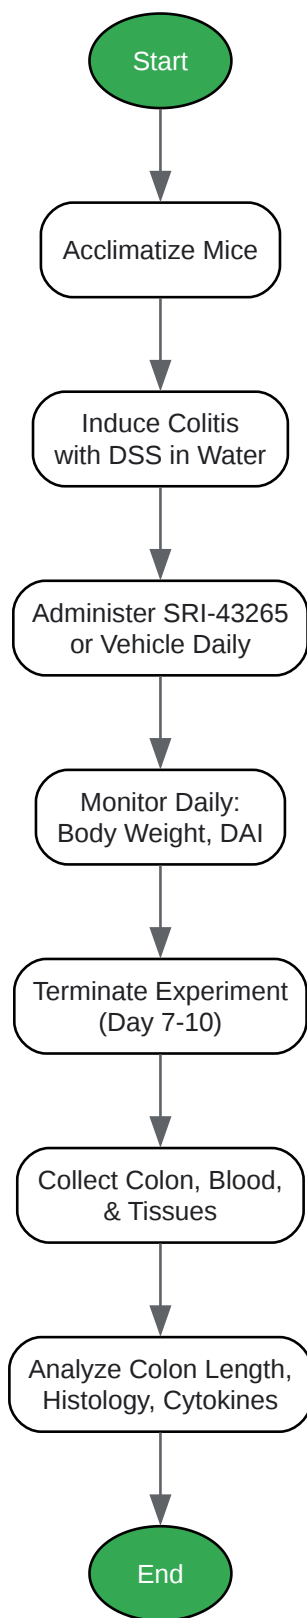 Start
Acclimatize Mice
Induce Colitis
with DSS in Water
Administer SRI-43265
or Vehicle Daily
Monitor Daily:
Body Weight, DAI
Terminate Experiment
(Day 7-10)
Collect Colon, Blood,
& Tissues
Analyze Colon Length,
Histology, Cytokines
End